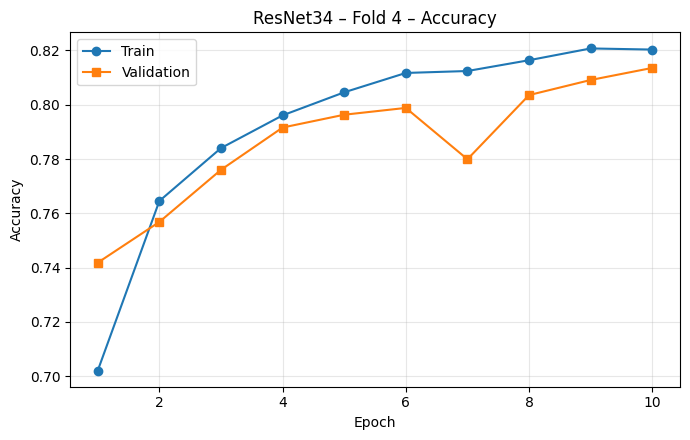 ResNet34 – Fold 4 – Accuracy
Train
Validation
Accuracy
0.82
0.80
0.78
0.76
0.74
0.72
0.70
2 4 6 8 10
Epoch